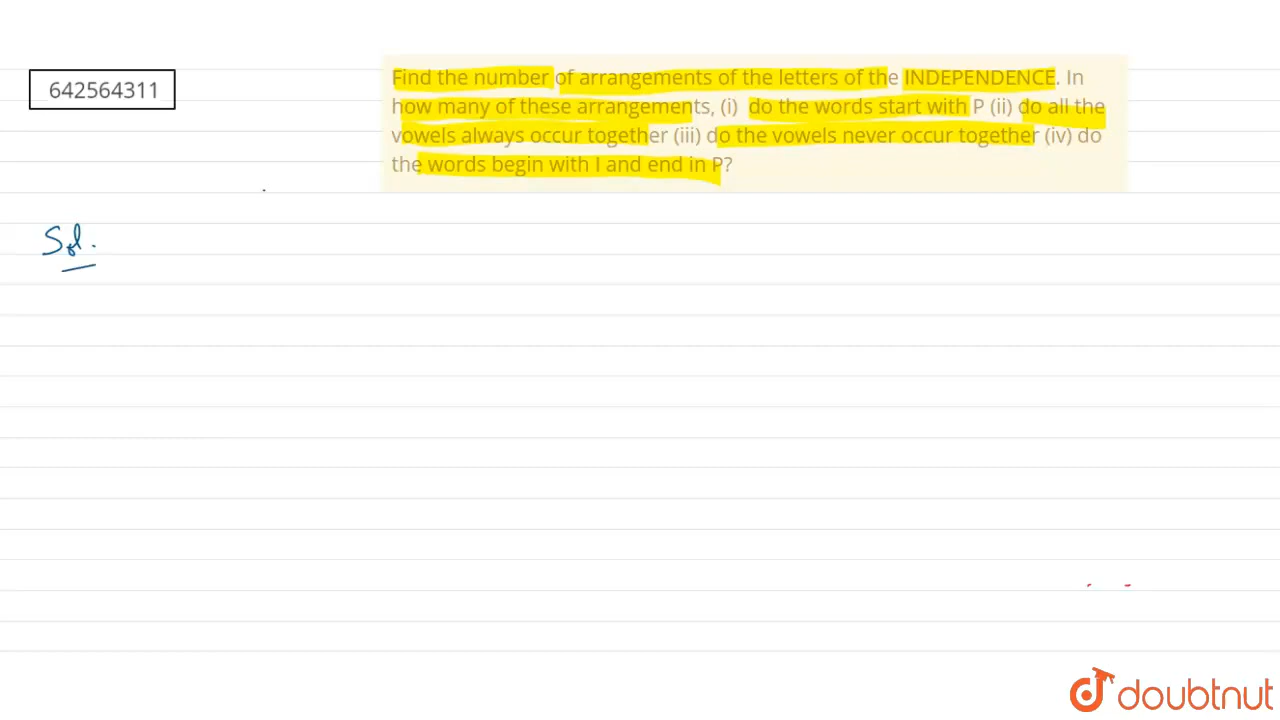 642564311
Find the number of arrangements of the letters of the INDEPENDENCE. In
how many of these arrangements, (i) do the words start with P (ii) do all the
vowels always occur together (iii) do the vowels never occur together (iv) do
the words begin with I and end in P?
Sol.
doubtnut